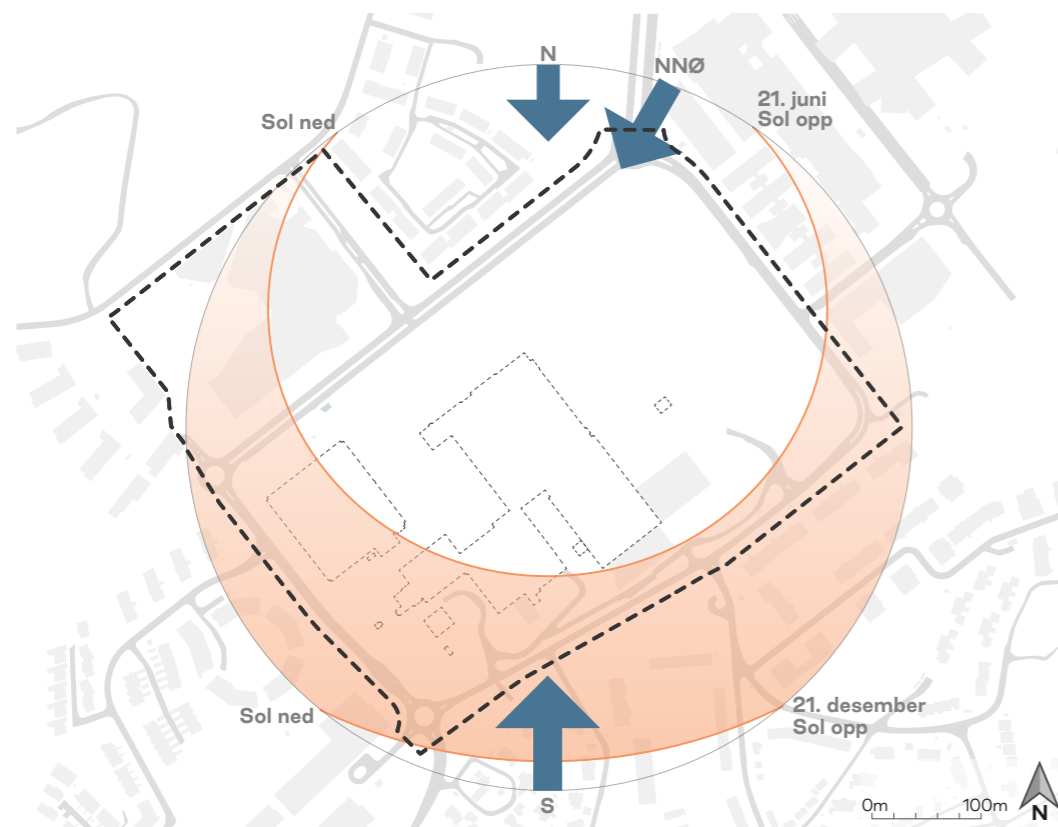 N
NNØ
21. juni
Sol opp
Sol ned
Sol ned
21. desember
Sol opp
S
0m
100m
N